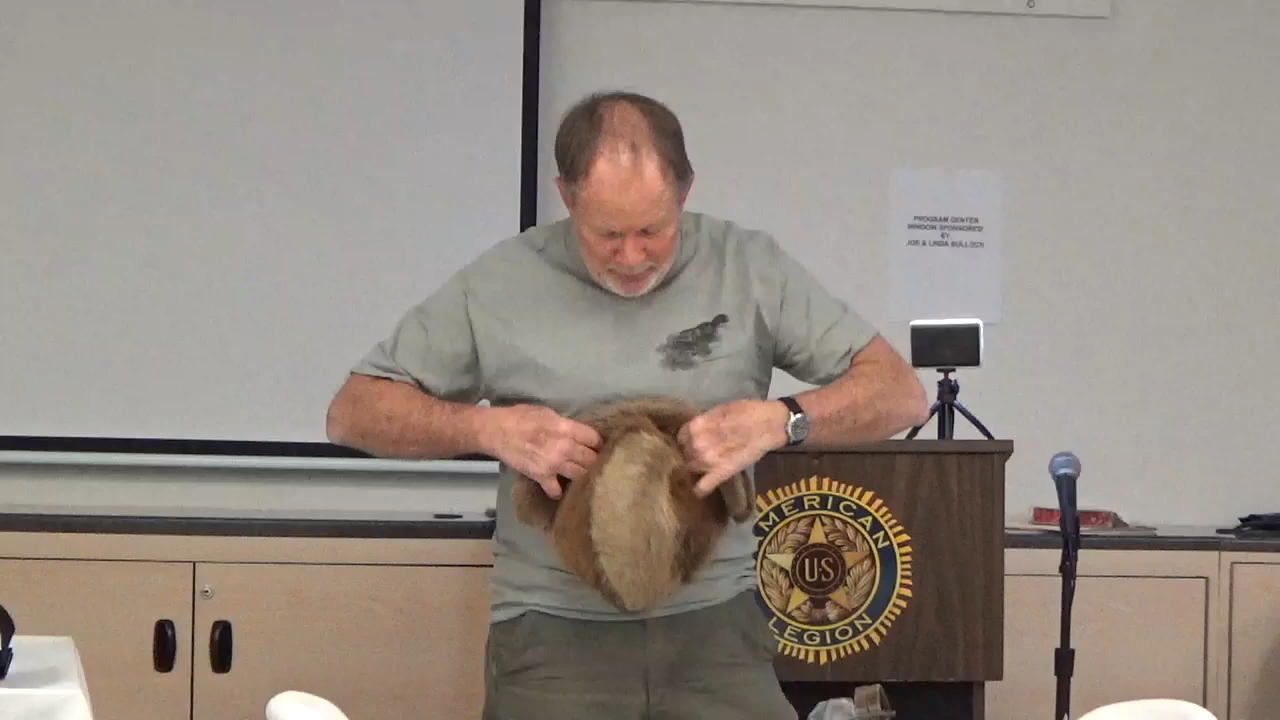 PROGRAM CENTER
WINDOW SPONSORED
BY
JOE & LINDA BULLOCK
AMERICAN
U.S
LEGION